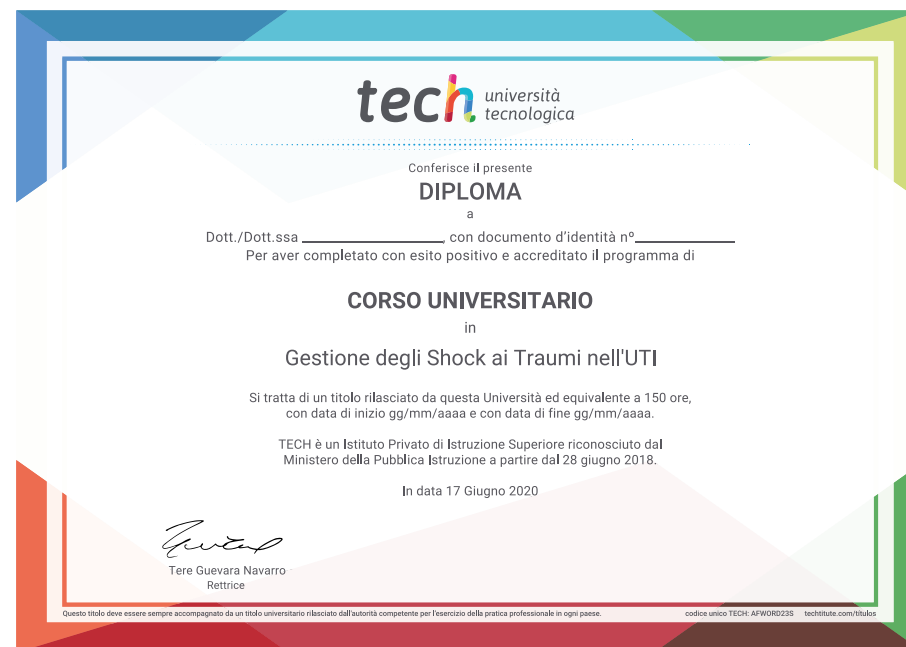 tech università
tecnologica
Conferisce il presente
DIPLOMA
a
Dott./Dott.ssa ____________________, con documento d'identità nº______________
Per aver completato con esito positivo e accreditato il programma di
CORSO UNIVERSITARIO
in
Gestione degli Shock ai Traumi nell'UTI
Si tratta di un titolo rilasciato da questa Università ed equivalente a 150 ore,
con data di inizio gg/mm/aaaa e con data di fine gg/mm/aaaa.
TECH è un Istituto Privato di Istruzione Superiore riconosciuto dal
Ministero della Pubblica Istruzione a partire dal 28 giugno 2018.
In data 17 Giugno 2020
Tere Guevara Navarro
Rettrice
Questo titolo deve essere sempre accompagnato da un titolo universitario rilasciato dall'autorità competente per l'esercizio della pratica professionale in ogni paese. codice unico TECH: AFWORD23S techtitute.com/títulos